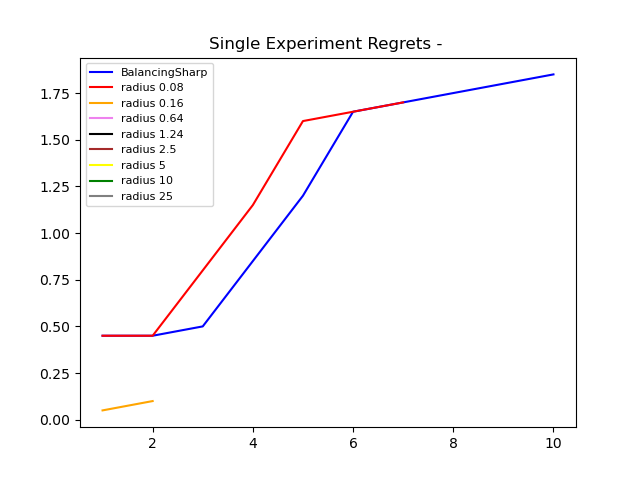 Single Experiment Regrets -
BalancingSharp
radius 0.08
radius 0.16
radius 0.64
radius 1.24
radius 2.5
radius 5
radius 10
radius 25
1.75
1.50
1.25
1.00
0.75
0.50
0.25
0.00
2 4 6 8 10